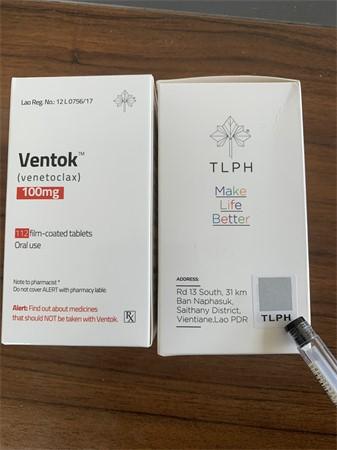 Lao Reg. No.: 12 L 0756/17
Ventok™
(venetoclax)
100mg
112 film-coated tablets
Oral use
Note to pharmacist *
Do not cover ALERT with pharmacy lable.
Alert: Find out about medicines
that should NOT be taken with Ventok.
Rx
TLPH
Make
Life
Better
ADDRESS:
Rd 13 South, 31 km
Ban Naphasuk,
Saithany District,
Vientiane,Lao PDR
TLPH